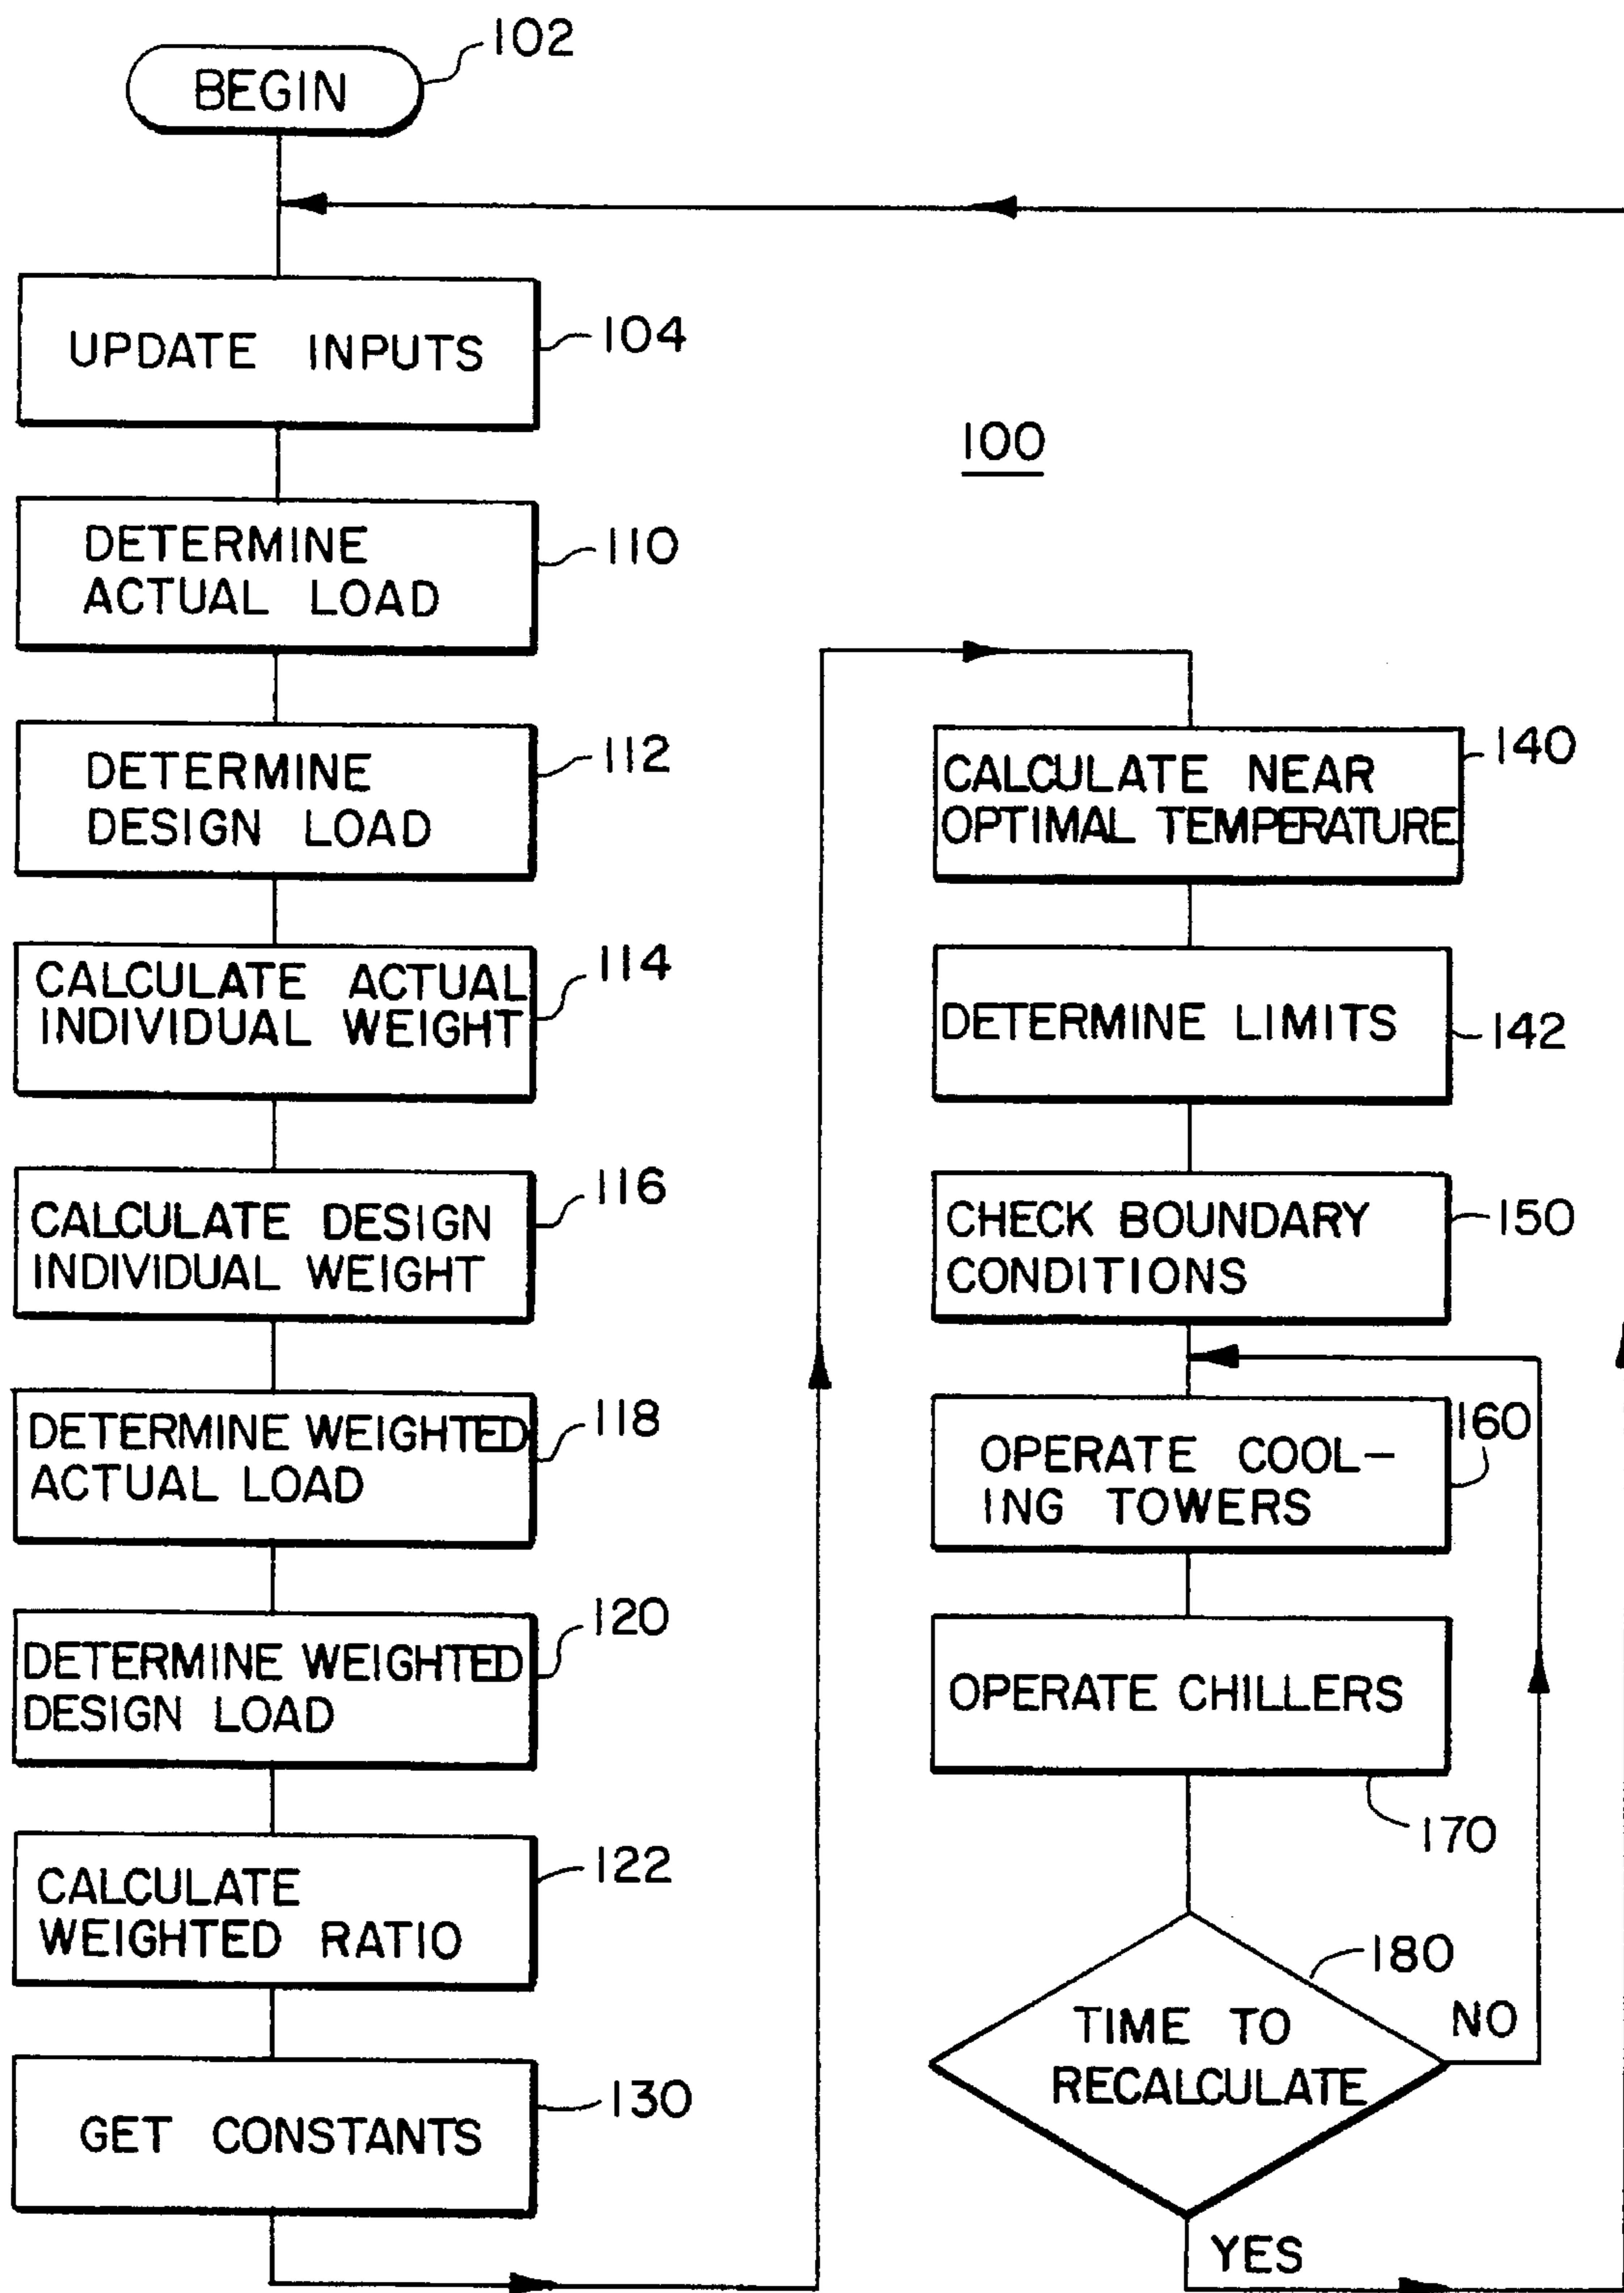 BEGIN
102
UPDATE INPUTS
104
100
DETERMINE
ACTUAL LOAD
110
DETERMINE
DESIGN LOAD
112
CALCULATE ACTUAL
INDIVIDUAL WEIGHT
114
CALCULATE DESIGN
INDIVIDUAL WEIGHT
116
DETERMINE WEIGHTED
ACTUAL LOAD
118
DETERMINE WEIGHTED
DESIGN LOAD
120
CALCULATE
WEIGHTED RATIO
122
GET CONSTANTS
130
CALCULATE NEAR
OPTIMAL TEMPERATURE
140
DETERMINE LIMITS
142
CHECK BOUNDARY
CONDITIONS
150
OPERATE COOL-
ING TOWERS
160
OPERATE CHILLERS
170
TIME TO
RECALCULATE
180
NO
YES